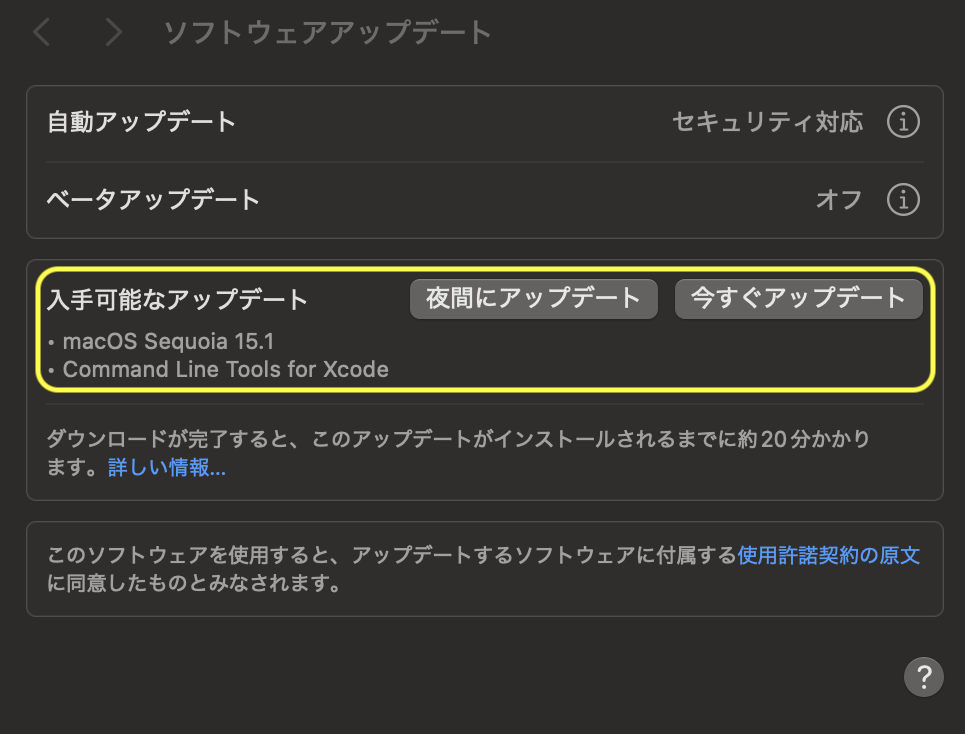 ソフトウェアアップデート
自動アップデート セキュリティ対応
ベータアップデート オフ
入手可能なアップデート 夜間にアップデート 今すぐアップデート
• macOS Sequoia 15.1
• Command Line Tools for Xcode
ダウンロードが完了すると、このアップデートがインストールされるまでに約20分かかり
ます。詳しい情報...
このソフトウェアを使用すると、アップデートするソフトウェアに付属する使用許諾契約の原文
に同意したものとみなされます。
?